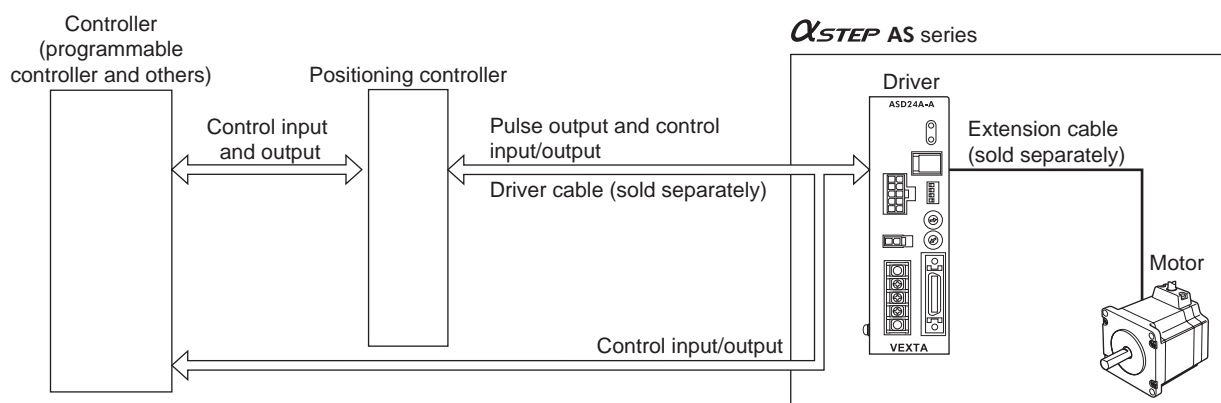 Controller
(programmable
controller and others)
Positioning controller
αSTEP AS series
Driver
ASD24A-A
Control input
and output
Pulse output and control
input/output
Driver cable (sold separately)
Extension cable
(sold separately)
Motor
Control input/output
VEXTA